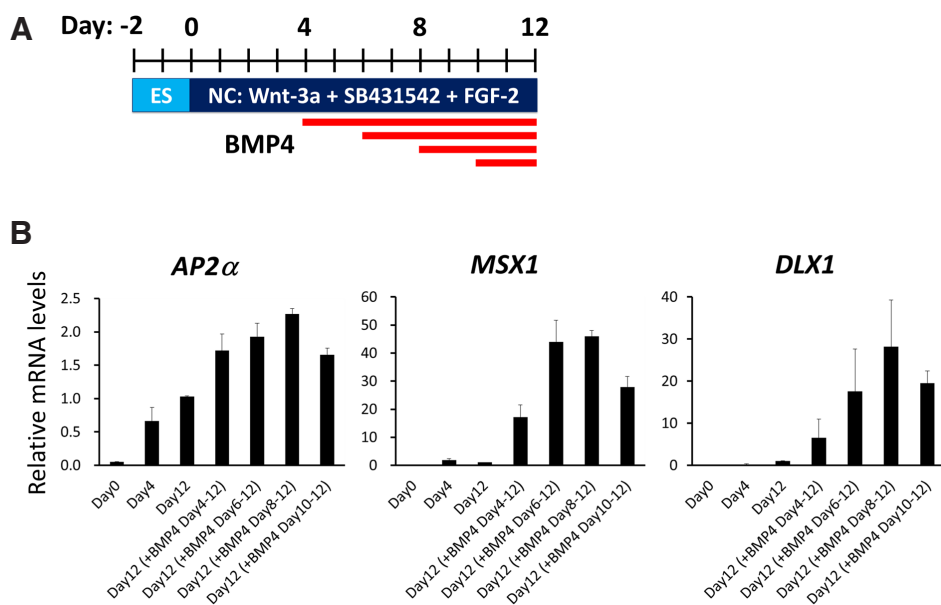 A
Day: -2 0 4 8 12
ES NC: Wnt-3a + SB431542 + FGF-2
BMP4
B
AP2α MSX1 DLX1
Relative mRNA levels
2.5
2.0
1.5
1.0
0.5
0.0
Day0
Day4
Day12
Day12 (+BMP4 Day4-12)
Day12 (+BMP4 Day6-12)
Day12 (+BMP4 Day8-12)
Day12 (+BMP4 Day10-12)
60
50
40
30
20
10
0
Day0
Day4
Day12
Day12 (+BMP4 Day4-12)
Day12 (+BMP4 Day6-12)
Day12 (+BMP4 Day8-12)
Day12 (+BMP4 Day10-12)
40
30
20
10
0
Day0
Day4
Day12
Day12 (+BMP4 Day4-12)
Day12 (+BMP4 Day6-12)
Day12 (+BMP4 Day8-12)
Day12 (+BMP4 Day10-12)